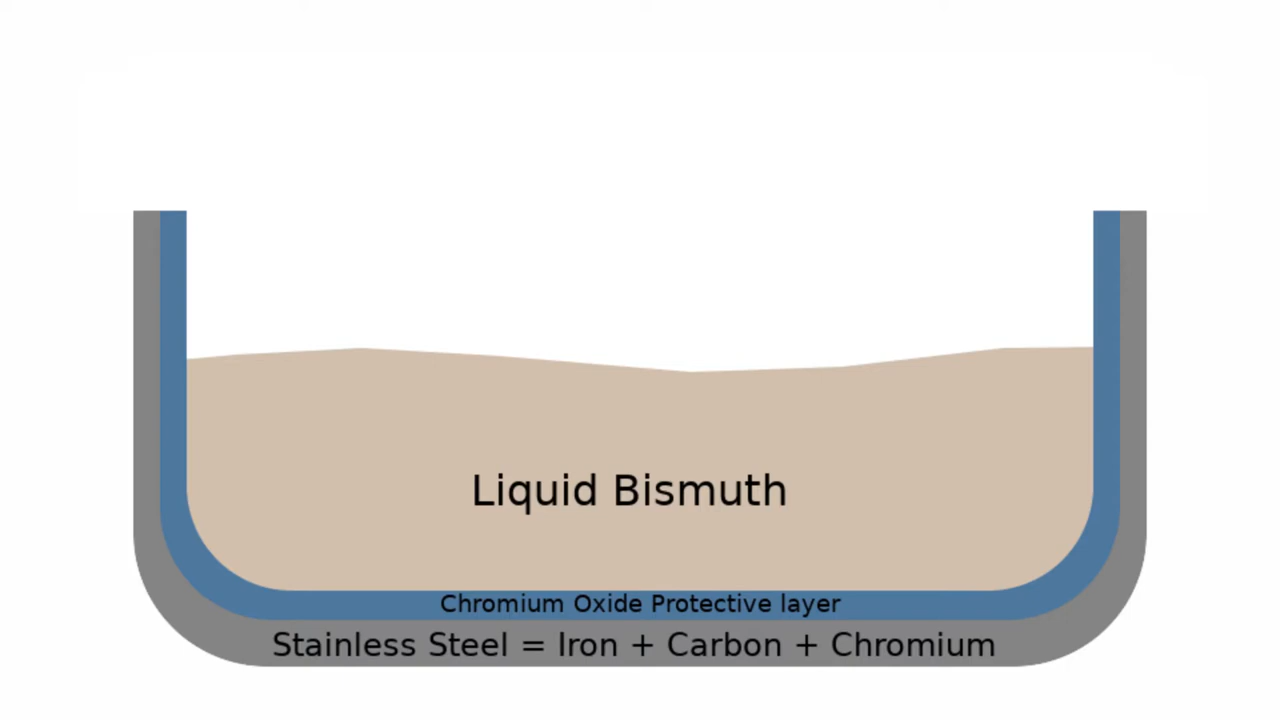 Liquid Bismuth
Chromium Oxide Protective layer
Stainless Steel = Iron + Carbon + Chromium